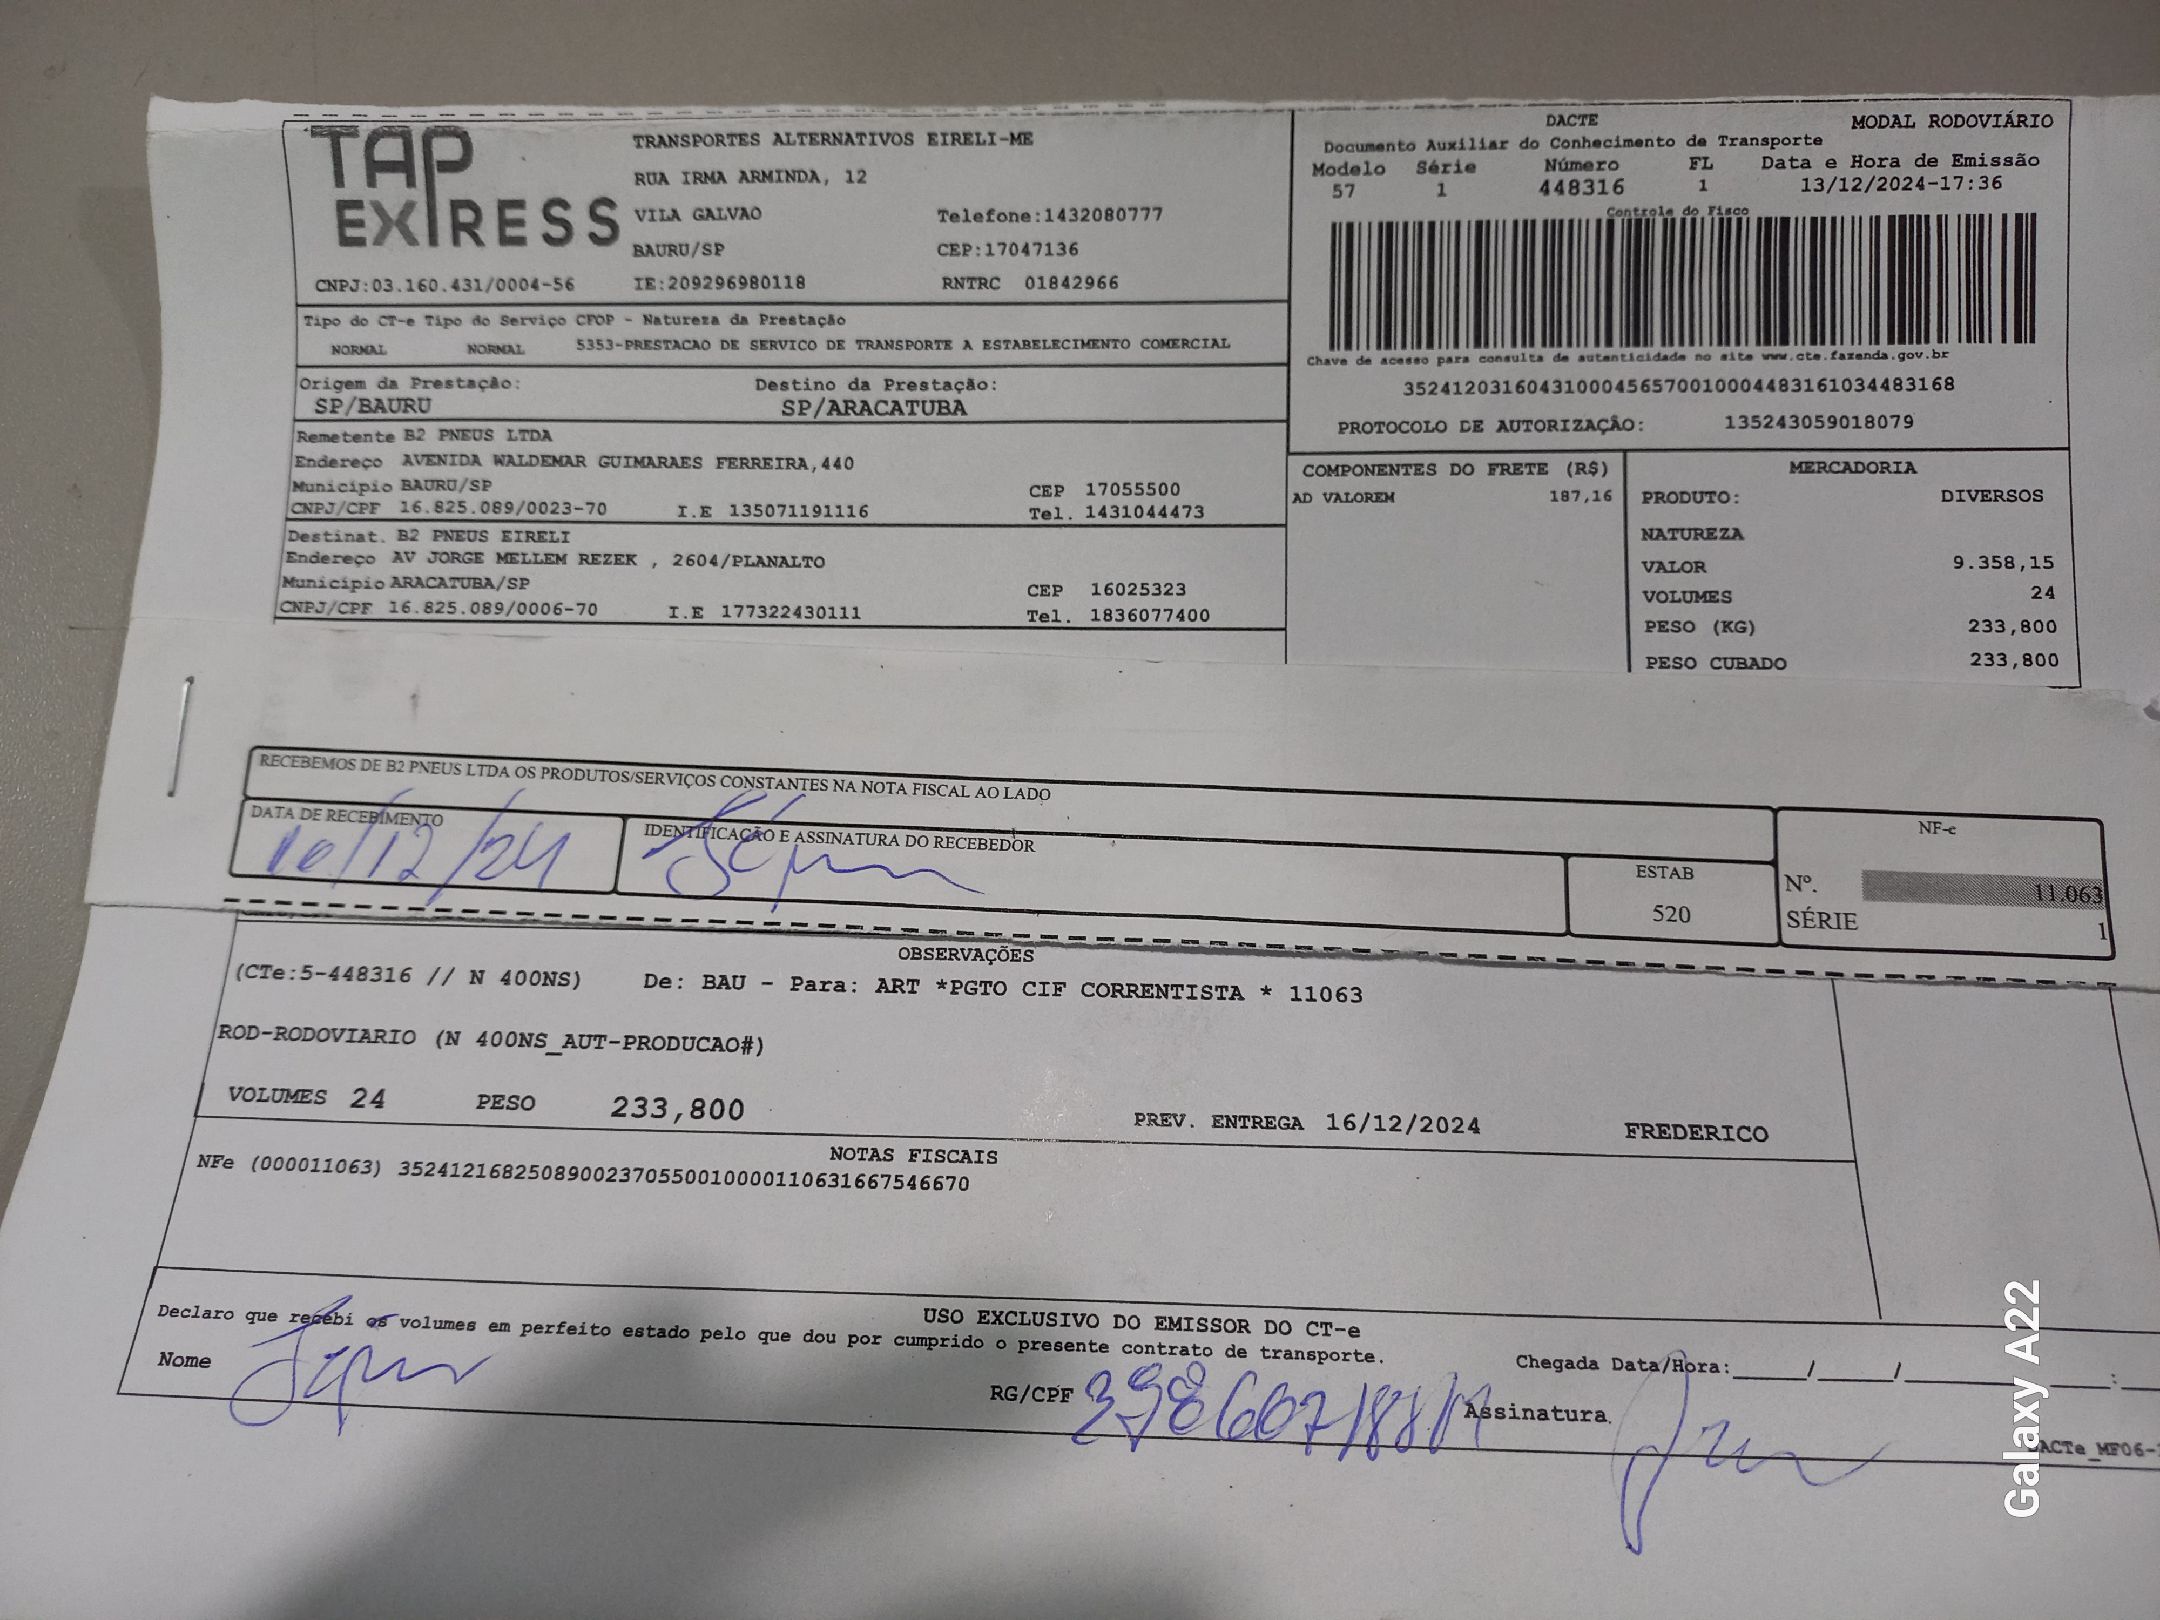 TAP EXPRESS
TRANSPORTES ALTERNATIVOS EIRELI-ME
RUA IRMA ARMINDA, 12
VILA GALVAO Telefone:1432080777
BAURU/SP CEP:17047136
CNPJ:03.160.431/0004-56 IE:209296980118 RNTRC 01842966
DACTE MODAL RODOVIÁRIO
Documento Auxiliar do Conhecimento de Transporte
Modelo Série Número FL Data e Hora de Emissão
57 1 448316 1 13/12/2024-17:36
Controle do Fisco
Chave de acesso para consulta de autenticidade no site www.cte.fazenda.gov.br
35241203160431000456570010004483161034483168
PROTOCOLO DE AUTORIZAÇÃO: 135243059018079
Tipo do CT-e Tipo do Serviço CFOP - Natureza da Prestação
NORMAL NORMAL 5353-PRESTACAO DE SERVICO DE TRANSPORTE A ESTABELECIMENTO COMERCIAL
Origem da Prestação: Destino da Prestação:
SP/BAURU SP/ARACATUBA
Remetente B2 PNEUS LTDA
Endereço AVENIDA WALDEMAR GUIMARAES FERREIRA,440
Município BAURU/SP CEP 17055500
CNPJ/CPF 16.825.089/0023-70 I.E 135071191116 Tel. 1431044473
Destinat. B2 PNEUS EIRELI
Endereço AV JORGE MELLEM REZEK , 2604/PLANALTO
Município ARACATUBA/SP CEP 16025323
CNPJ/CPF 16.825.089/0006-70 I.E 177322430111 Tel. 1836077400
COMPONENTES DO FRETE (R$)
AD VALOREM 187,16
MERCADORIA
PRODUTO: DIVERSOS
NATUREZA
VALOR 9.358,15
VOLUMES 24
PESO (KG) 233,800
PESO CUBADO 233,800
RECEBEMOS DE B2 PNEUS LTDA OS PRODUTOS/SERVIÇOS CONSTANTES NA NOTA FISCAL AO LADO
DATA DE RECEBIMENTO IDENTIFICAÇÃO E ASSINATURA DO RECEBEDOR
/12/24
ESTAB
520
NF-e
Nº. 11.063
SÉRIE 1
OBSERVAÇÕES
(CTe:5-448316 // N 400NS) De: BAU - Para: ART *PGTO CIF CORRENTISTA * 11063
ROD-RODOVIARIO (N 400NS_AUT-PRODUCAO#)
VOLUMES 24 PESO 233,800 PREV. ENTREGA 16/12/2024 FREDERICO
NOTAS FISCAIS
NFe (000011063) 35241216825089002370550010000110631667546670
USO EXCLUSIVO DO EMISSOR DO CT-e
Declaro que recebi os volumes em perfeito estado pelo que dou por cumprido o presente contrato de transporte.
Nome RG/CPF Assinatura
Chegada Data/Hora:_____/_____/_____ :
DACTe_MF06-
Galaxy A22